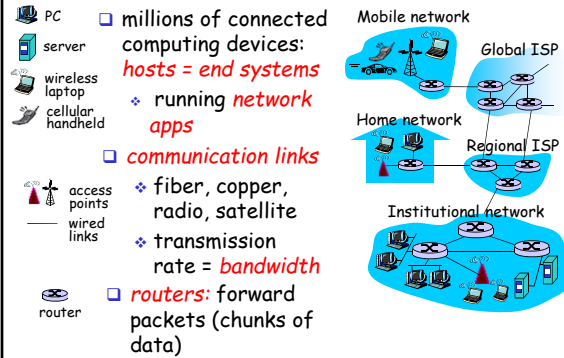 PC
server
wireless
laptop
cellular
handheld
access
points
wired
links
router
millions of connected
computing devices:
hosts = end systems
running network
apps
communication links
fiber, copper,
radio, satellite
transmission
rate = bandwidth
routers: forward
packets (chunks of
data)
Mobile network
Global ISP
Home network
Regional ISP
Institutional network